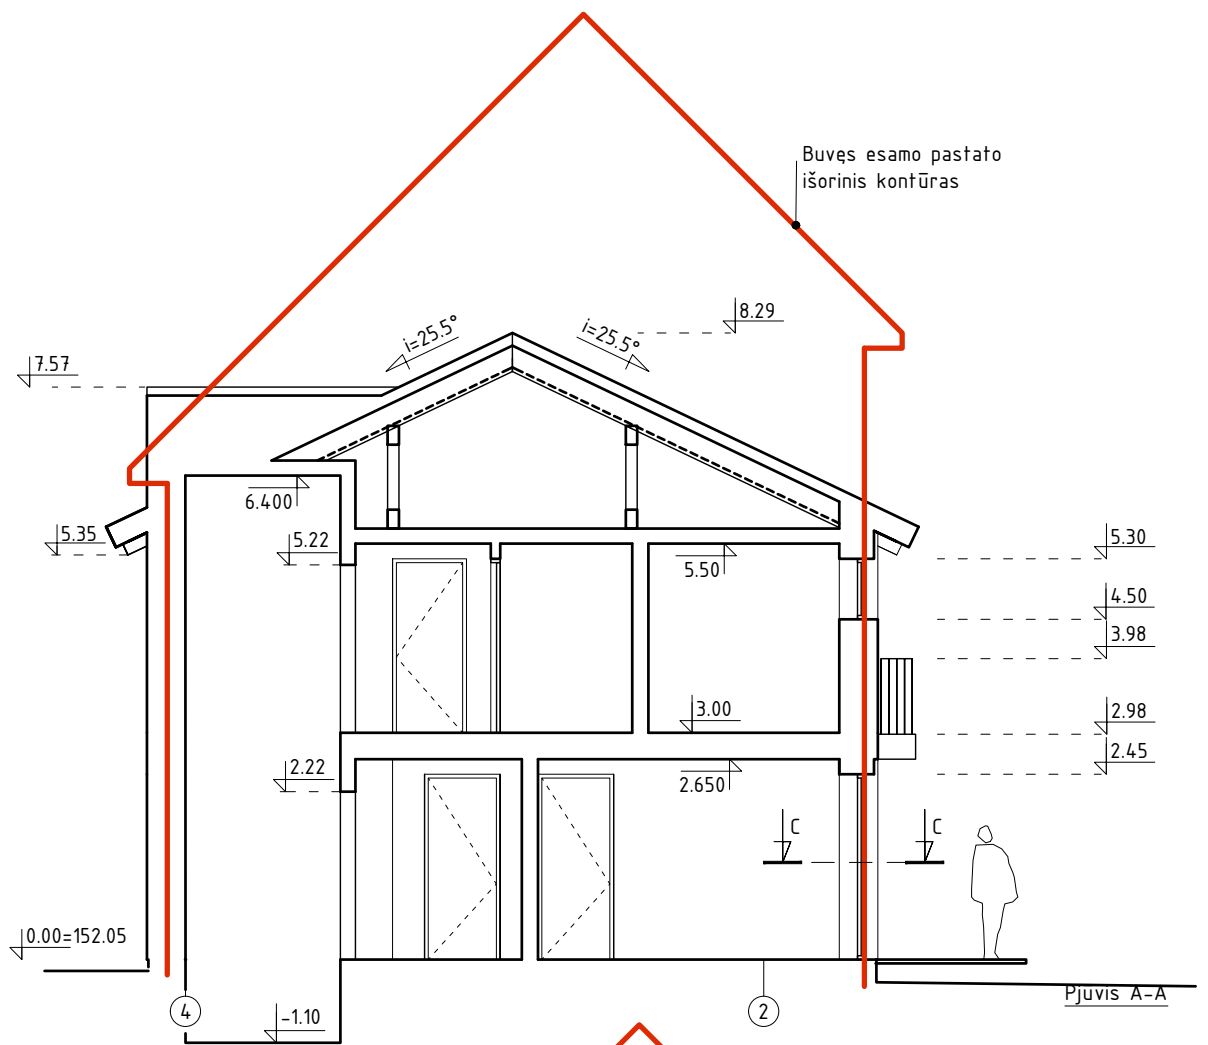 Buvęs esamo pastato
išorinis kontūras
8.29
i=25.5°
i=25.5°
7.57
6.400
5.35
5.22
5.50
5.30
4.50
3.98
3.00
2.98
2.22
2.650
2.45
C
C
0.00=152.05
4
2
Pjuvis A-A
-1.10